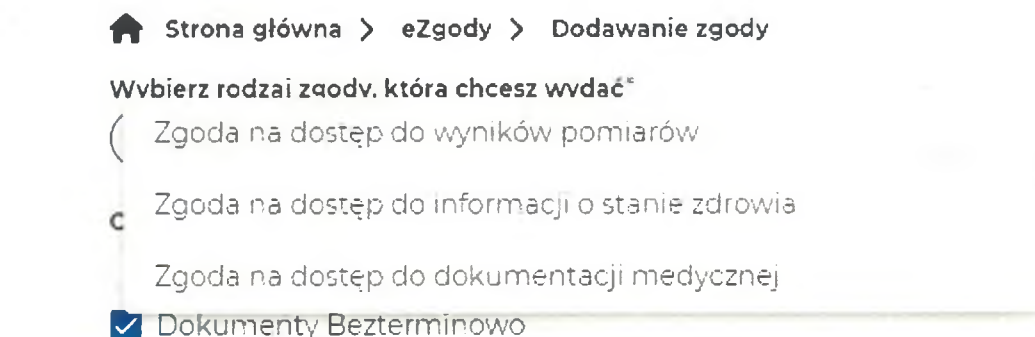 Strona główna > eZgody > Dodawanie zgody
Wybierz rodzaj zgody, którą chcesz wydać*
Zgoda na dostęp do wyników pomiarów
Zgoda na dostęp do informacji o stanie zdrowia
Zgoda na dostęp do dokumentacji medycznej
Dokumenty Bezterminowo